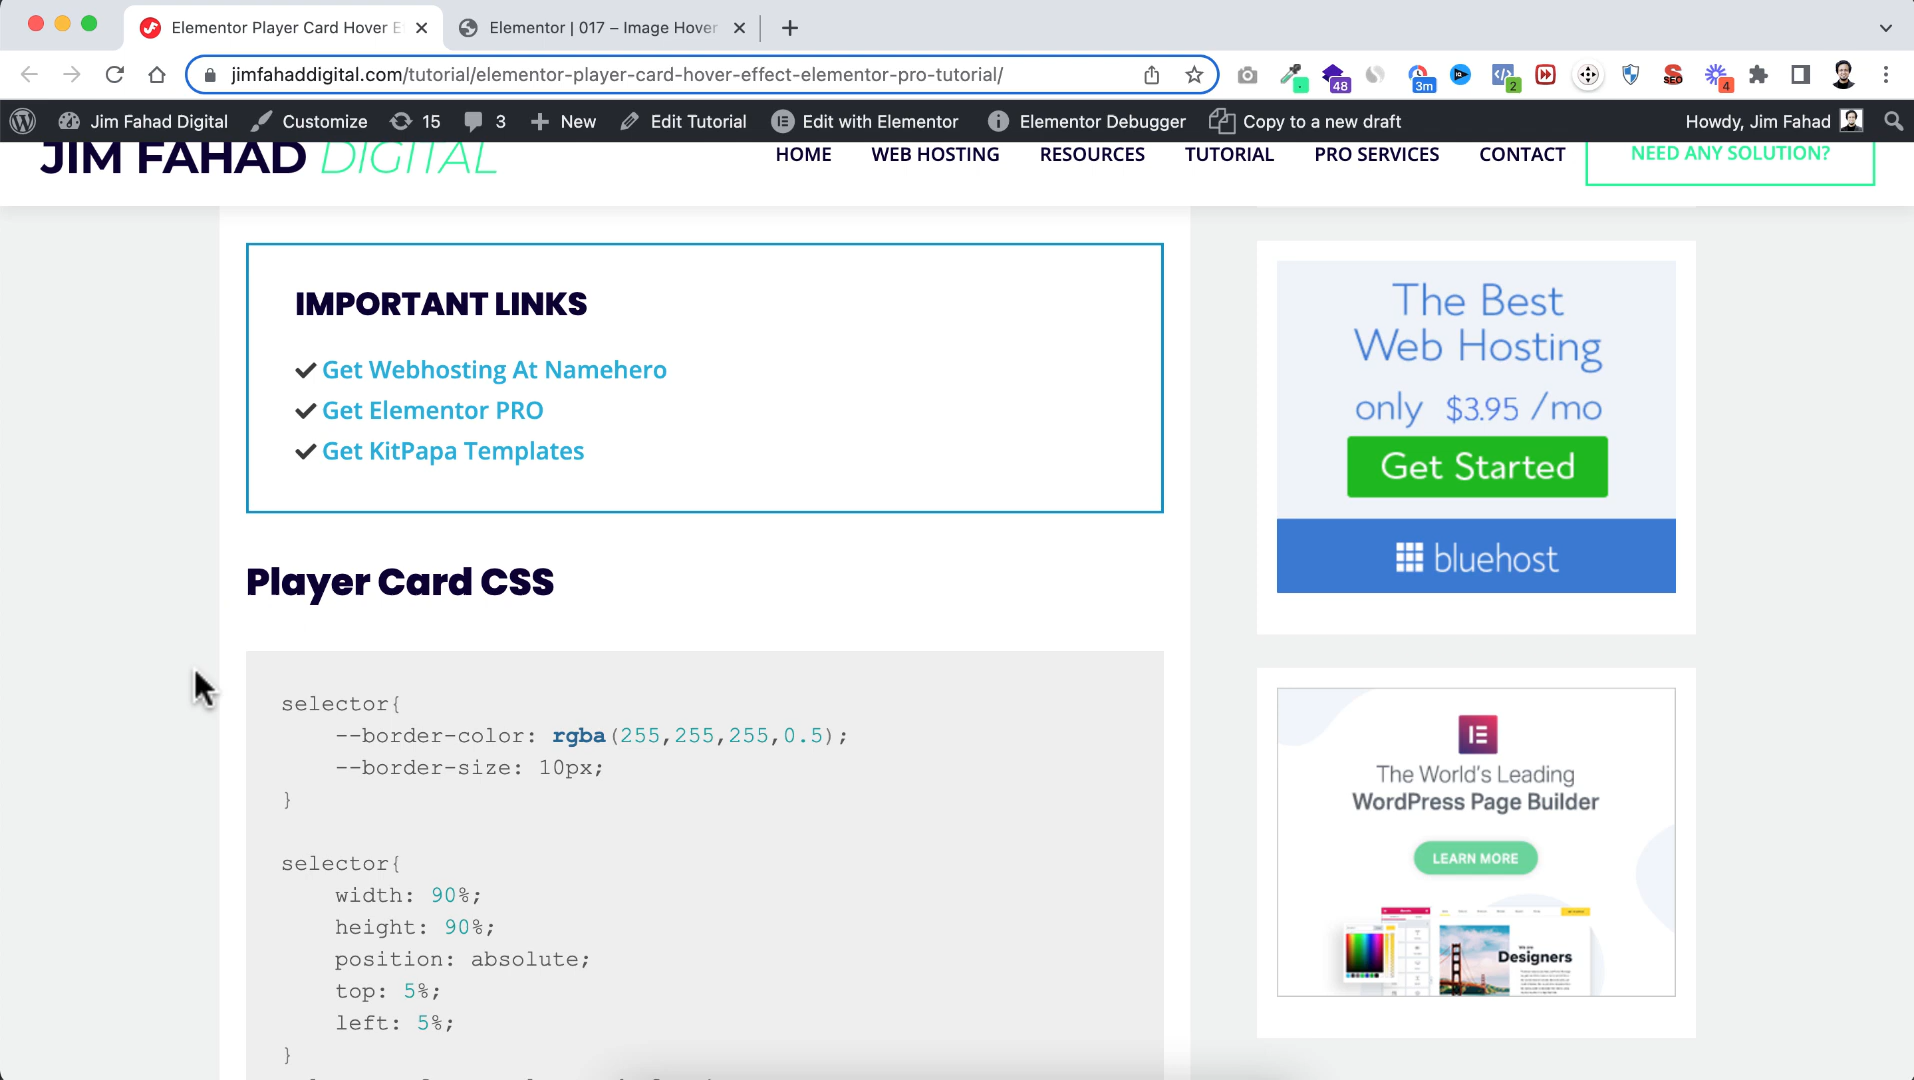 Elementor Player Card Hover E
Elementor | 017 – Image Hover
jimfahaddigital.com/tutorial/elementor-player-card-hover-effect-elementor-pro-tutorial/
48
3m
2
SEO
4
Jim Fahad Digital
Customize
15
3
New
Edit Tutorial
Edit with Elementor
Elementor Debugger
Copy to a new draft
Howdy, Jim Fahad
JIM FAHAD DIGITAL
HOME
WEB HOSTING
RESOURCES
TUTORIAL
PRO SERVICES
CONTACT
NEED ANY SOLUTION?
IMPORTANT LINKS
Get Webhosting At Namehero
Get Elementor PRO
Get KitPapa Templates
Player Card CSS
selector{
--border-color: rgba(255,255,255,0.5);
--border-size: 10px;
}
selector{
width: 90%;
height: 90%;
position: absolute;
top: 5%;
left: 5%;
}
The Best
Web Hosting
only $3.95 /mo
Get Started
bluehost
The World's Leading
WordPress Page Builder
LEARN MORE
Designers